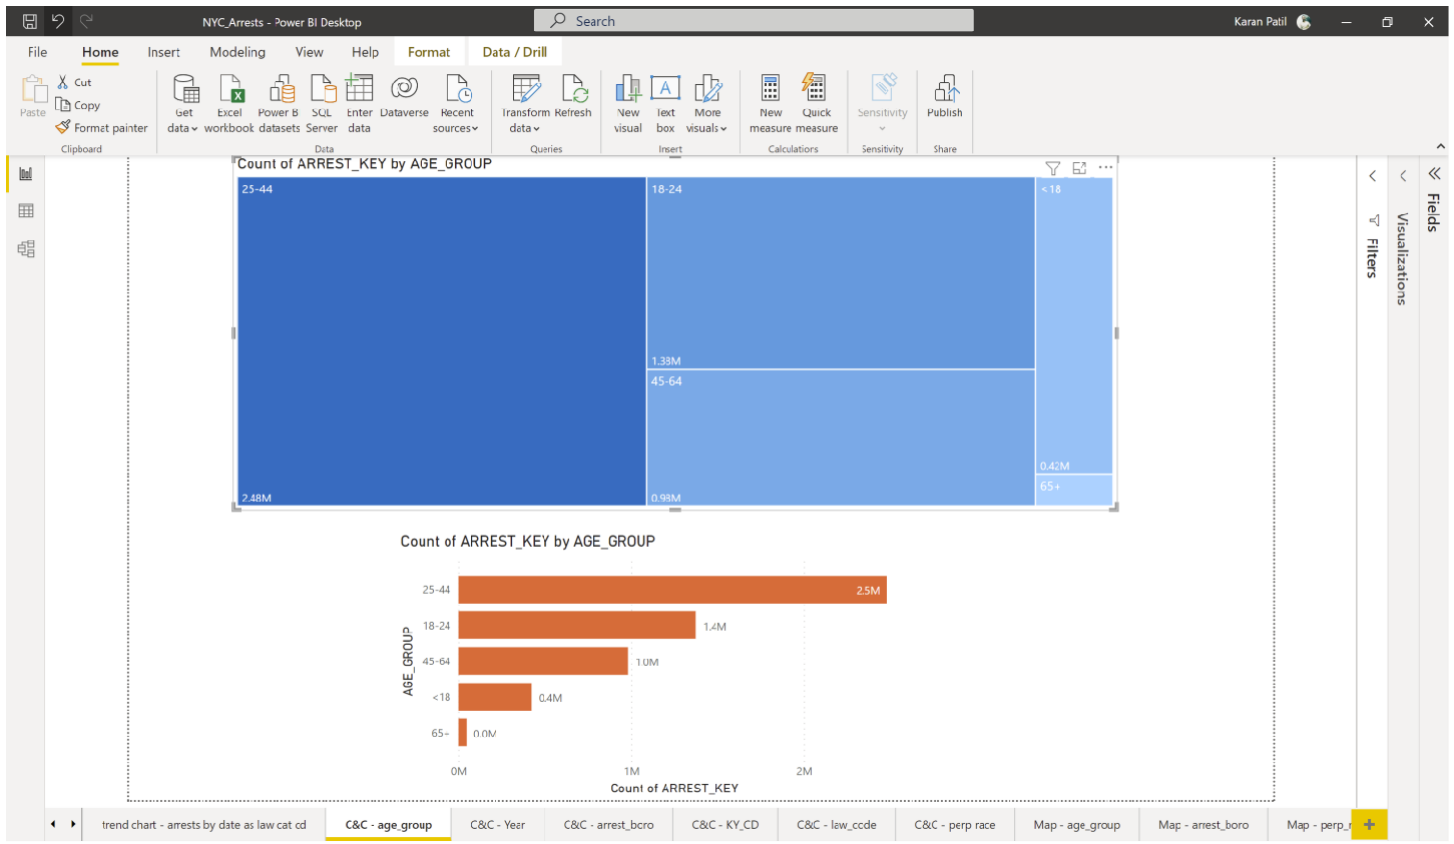 NYC_Arrests - Power BI Desktop
Search
Karan Patil
File Home Insert Modeling View Help Format Data / Drill
Paste
Cut
Copy
Format painter
Clipboard
Get data
Excel workbook
Power B datasets
SQL Server
Enter data
Dataverse
Recent sources
Data
Transform data
Refresh
Queries
New visual
Text box
More visuals
Insert
New measure
Quick measure
Calculations
Sensitivity
Sensitivity
Publish
Share
Count of ARREST_KEY by AGE_GROUP
25-44
2.48M
18-24
1.38M
45-64
0.98M
<18
0.42M
65+
Filters
Visualizations
Fields
Count of ARREST_KEY by AGE_GROUP
AGE_GROUP
25-44 2.5M
18-24 1.4M
45-64 1.0M
<18 0.4M
65+ 0.0M
0M 1M 2M
Count of ARREST_KEY
trend chart - arrests by date as law cat cd
C&C - age_group
C&C - Year
C&C - arrest_boro
C&C - KY_CD
C&C - law_code
C&C - perp race
Map - age_group
Map - arrest_boro
Map - perp_r